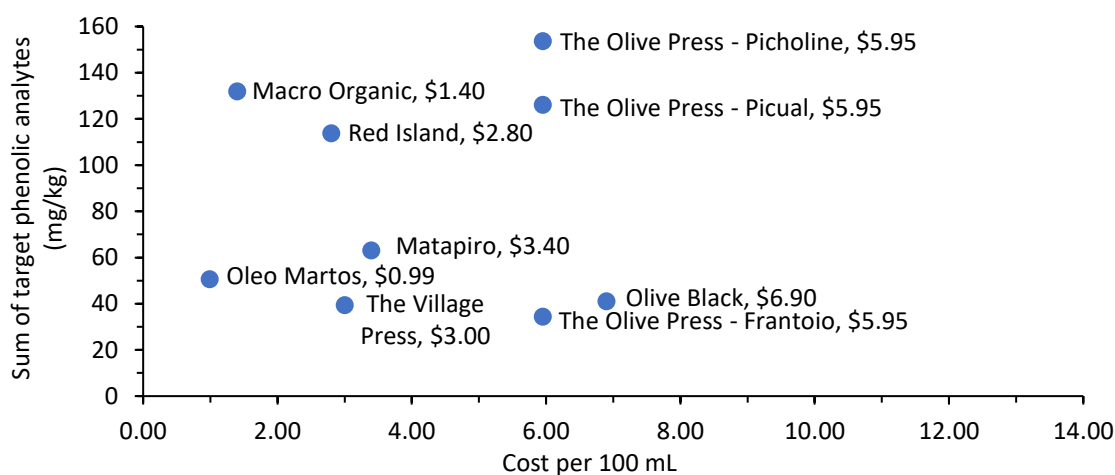 160
140
120
100
80
60
40
20
0
Sum of target phenolic analytes
(mg/kg)
The Olive Press - Picholine, $5.95
Macro Organic, $1.40
The Olive Press - Picual, $5.95
Red Island, $2.80
Matapiro, $3.40
Oleo Martos, $0.99
The Village
Press, $3.00
Olive Black, $6.90
The Olive Press - Frantoio, $5.95
0.00 2.00 4.00 6.00 8.00 10.00 12.00 14.00
Cost per 100 mL